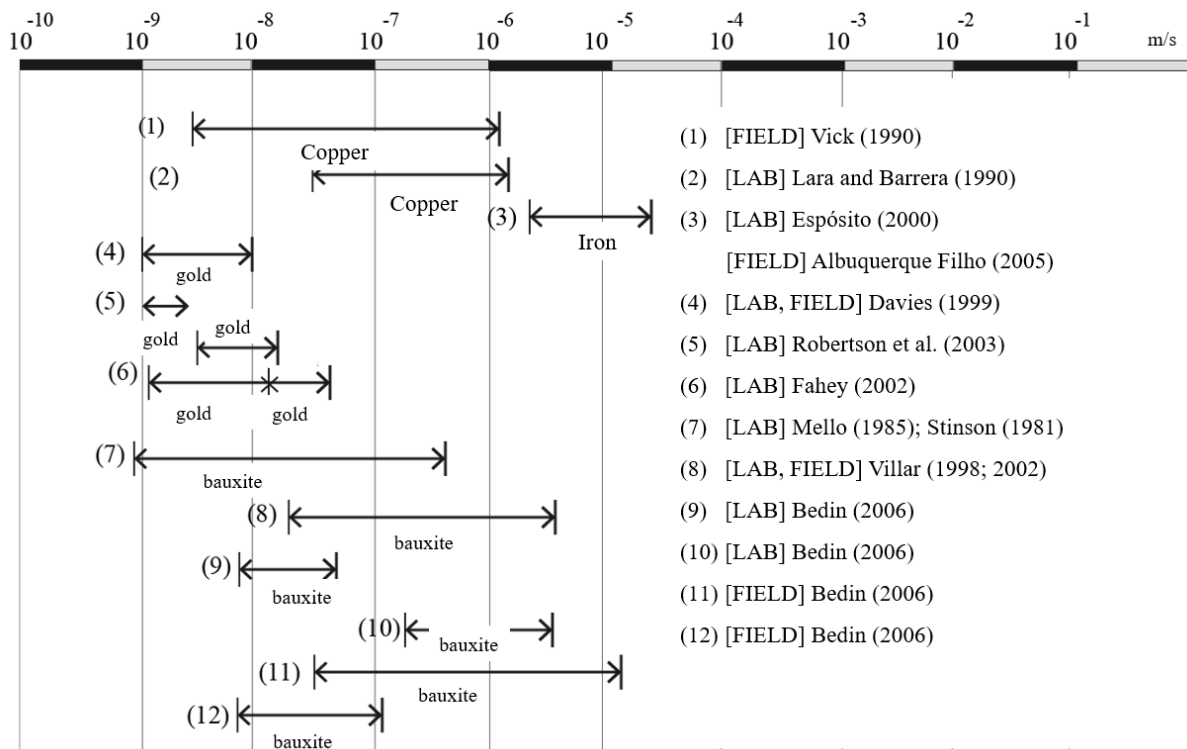 10^-10 10^-9 10^-8 10^-7 10^-6 10^-5 10^-4 10^-3 10^-2 10^-1 m/s
(1)
Copper
(2)
Copper
(3)
Iron
(4)
gold
(5)
gold
gold
(6)
gold
gold
(7)
bauxite
(8)
bauxite
(9)
bauxite
(10)
bauxite
(11)
bauxite
(12)
bauxite
(1) [FIELD] Vick (1990)
(2) [LAB] Lara and Barrera (1990)
(3) [LAB] Espósito (2000)
[FIELD] Albuquerque Filho (2005)
(4) [LAB, FIELD] Davies (1999)
(5) [LAB] Robertson et al. (2003)
(6) [LAB] Fahey (2002)
(7) [LAB] Mello (1985); Stinson (1981)
(8) [LAB, FIELD] Villar (1998; 2002)
(9) [LAB] Bedin (2006)
(10) [LAB] Bedin (2006)
(11) [FIELD] Bedin (2006)
(12) [FIELD] Bedin (2006)